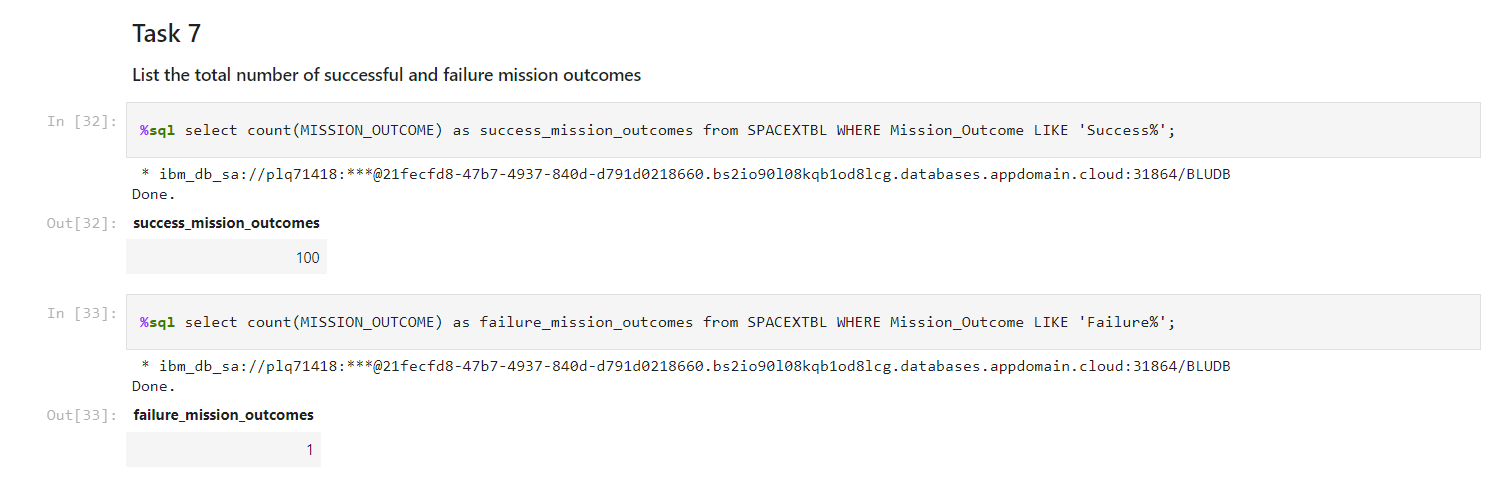 Task 7
List the total number of successful and failure mission outcomes
In [32]: %sql select count(MISSION_OUTCOME) as success_mission_outcomes from SPACEXTBL WHERE Mission_Outcome LIKE 'Success%';
* ibm_db_sa://plq71418:***@21fecfd8-47b7-4937-840d-d791d0218660.bs2io90l08kqb1od8lcg.databases.appdomain.cloud:31864/BLUDB
Done.
Out[32]: success_mission_outcomes
100
In [33]: %sql select count(MISSION_OUTCOME) as failure_mission_outcomes from SPACEXTBL WHERE Mission_Outcome LIKE 'Failure%';
* ibm_db_sa://plq71418:***@21fecfd8-47b7-4937-840d-d791d0218660.bs2io90l08kqb1od8lcg.databases.appdomain.cloud:31864/BLUDB
Done.
Out[33]: failure_mission_outcomes
1